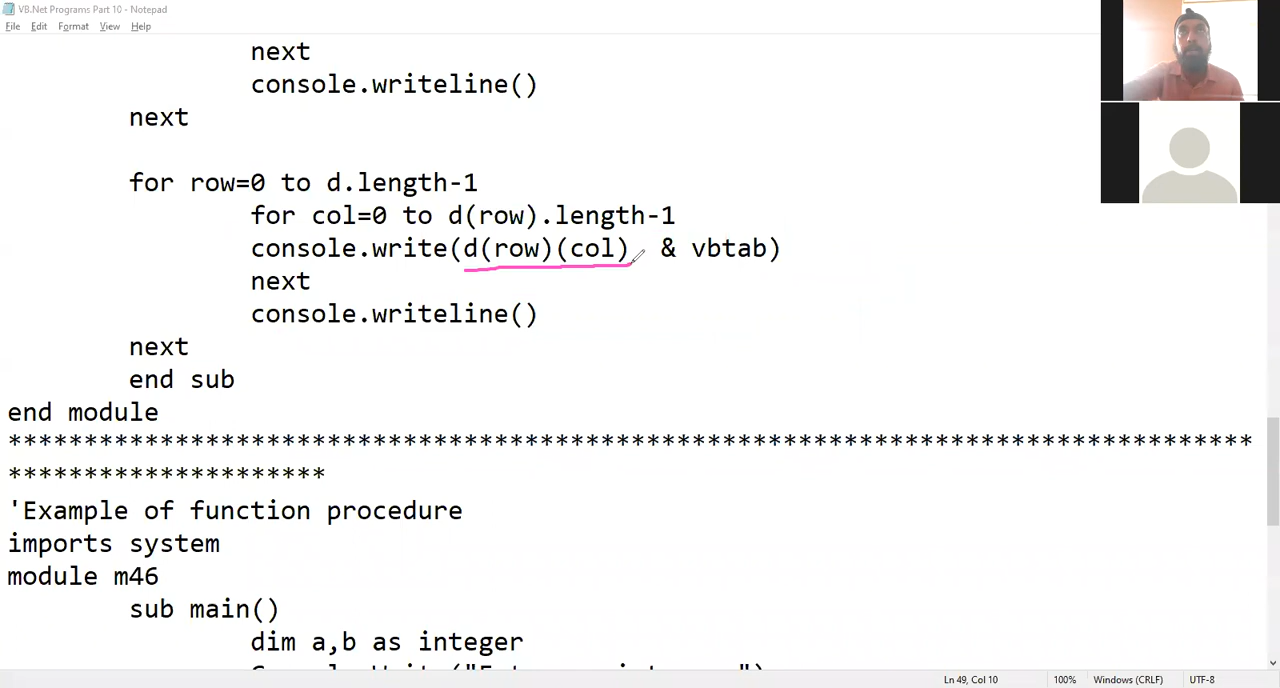 VB.Net Programs Part 10 - Notepad
File Edit Format View Help
next
console.writeline()
next
for row=0 to d.length-1
for col=0 to d(row).length-1
console.write(d(row)(col) & vbtab)
next
console.writeline()
next
end sub
end module
**********************************************************************************
*********************
'Example of function procedure
imports system
module m46
sub main()
dim a,b as integer
Ln 49, Col 10 100% Windows (CRLF) UTF-8